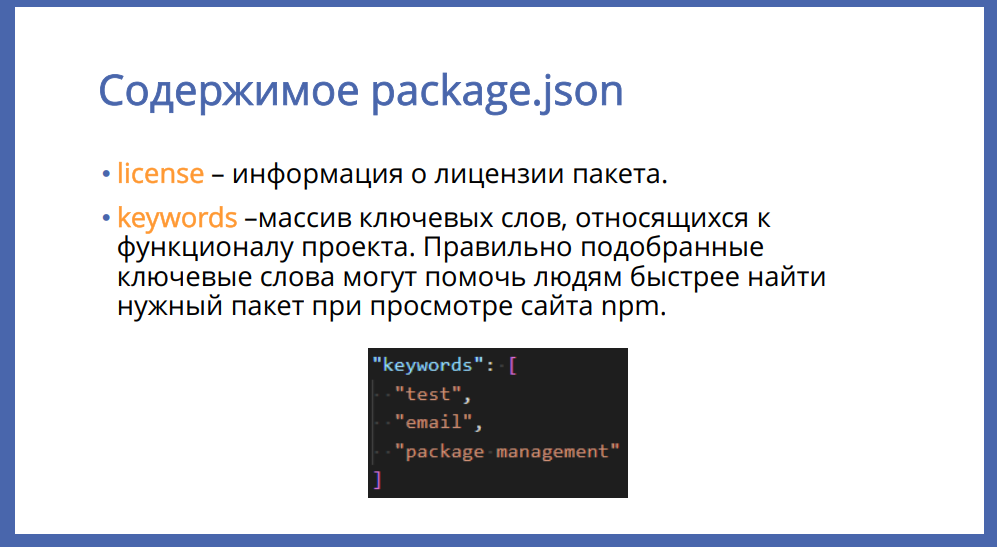 Содержимое package.json
• license – информация о лицензии пакета.
• keywords –массив ключевых слов, относящихся к
функционалу проекта. Правильно подобранные
ключевые слова могут помочь людям быстрее найти
нужный пакет при просмотре сайта npm.
"keywords": [
"test",
"email",
"package management"
]